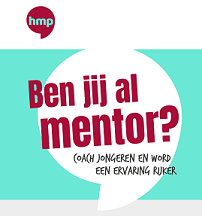 hmp
Ben jij al
mentor?
COACH JONGEREN EN WORD
EEN ERVARING RIJKER